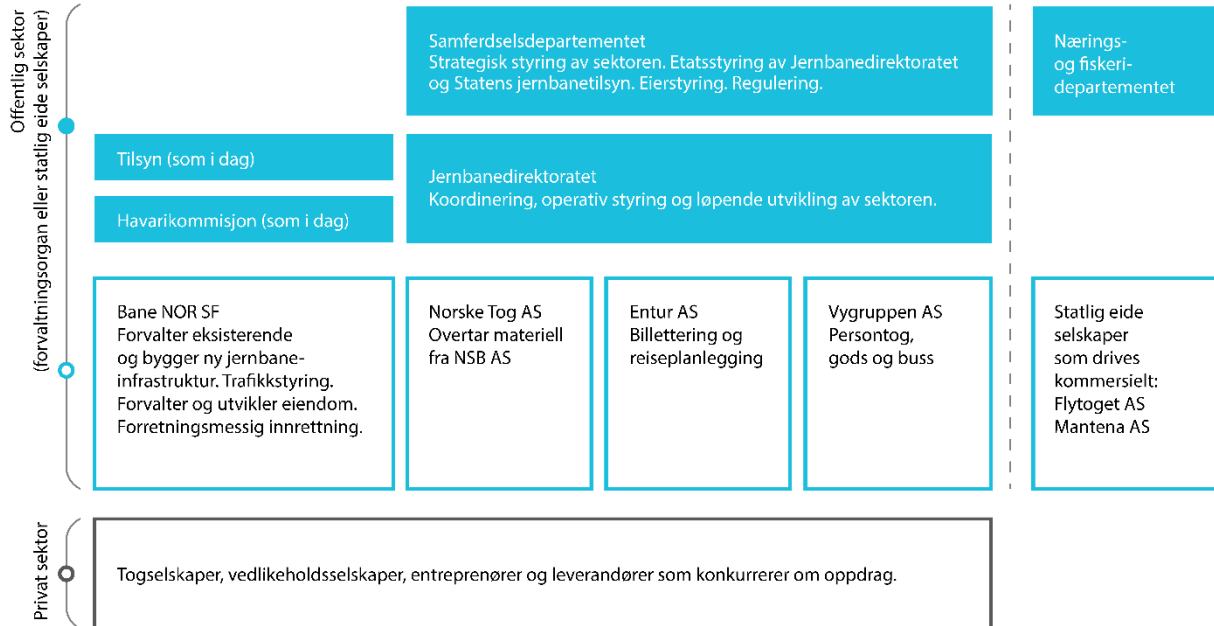 Offentlig sektor
(forvaltningsorgan eller statlig eide selskaper)
Samferdselsdepartementet
Strategisk styring av sektoren. Etatsstyring av Jernbanedirektoratet
og Statens jernbanetilsyn. Eierstyring. Regulering.
Nærings-
og fiskeri-
departementet
Tilsyn (som i dag)
Havarikommisjon (som i dag)
Jernbanedirektoratet
Koordinering, operativ styring og løpende utvikling av sektoren.
Bane NOR SF
Forvalter eksisterende
og bygger ny jernbane-
infrastruktur. Trafikkstyring.
Forvalter og utvikler eiendom.
Forretningsmessig innrettning.
Norske Tog AS
Overtar materiell
fra NSB AS
Entur AS
Billettering og
reiseplanlegging
Vygruppen AS
Persontog,
gods og buss
Statlig eide
selskaper
som drives
kommersielt:
Flytoget AS
Mantena AS
Privat sektor
Togselskaper, vedlikeholdsselskaper, entreprenører og leverandører som konkurrerer om oppdrag.